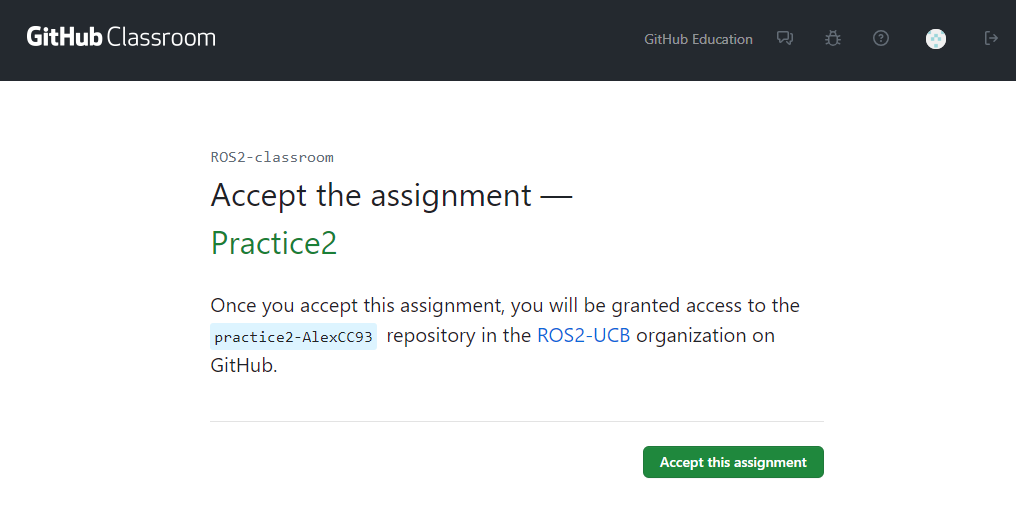 GitHub Classroom
GitHub Education
ROS2-classroom
Accept the assignment —
Practice2
Once you accept this assignment, you will be granted access to the
practice2-AlexCC93 repository in the ROS2-UCB organization on
GitHub.
Accept this assignment